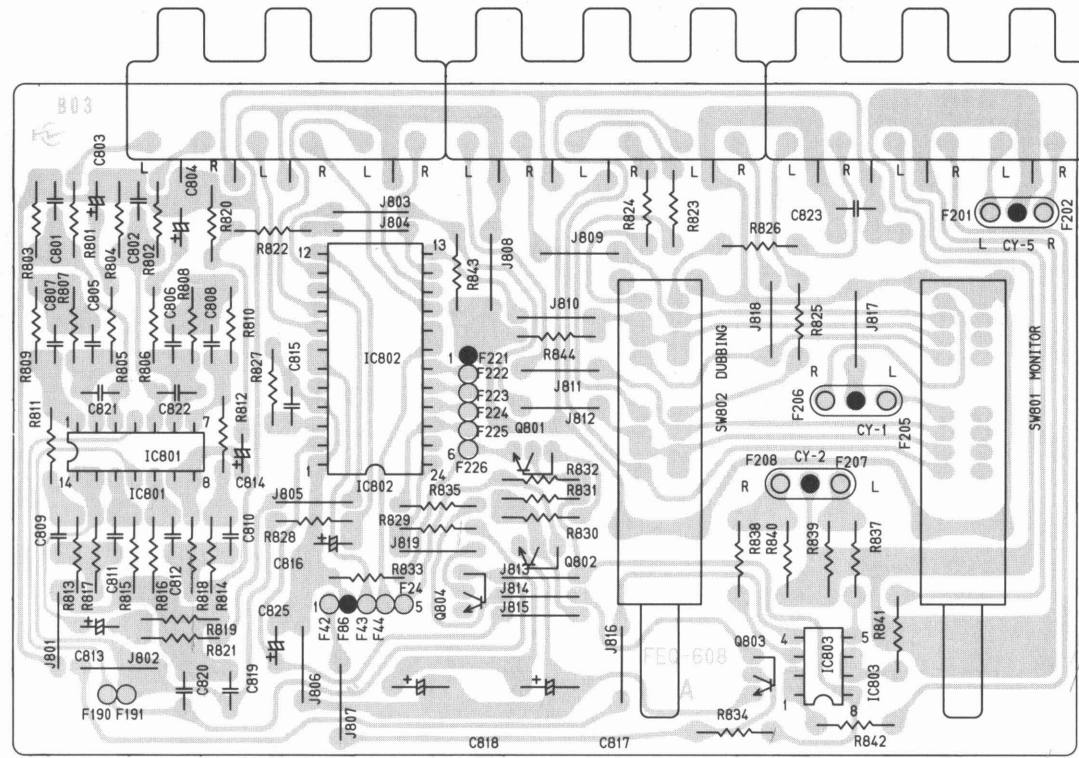 B03
L R L R L R L R L R L R L R L R L R
C803
C804
R820
R824
R823
C823
F201 F202
L CY-5 R
R803 C801 R801 R804 C802 R802
J803
J804
R822
R826
12 13
R843
J808
J809
C807 R807 C805 C806 R808 C808 R810
J810
J818
R825
J817
R809
R805 R806
R827
C815
IC802
1 F221
F222
F223
F224
F225
6
F226
R844
J811
J812
SW802 DUBBING
R L
F206 F205
CY-1
SW801 MONITOR
R811
C821 C822
R812
1 7
IC801
14 8
IC801
C814
1 24
IC802
Q801
R832
R831
R830
F208 CY-2 F207
R L
J805
R835
R829
R828
J819
C809 C810
C816
Q802
R838 R840 R839 R837
R813 R817 C811 R815 R816 C812 R818 R814
R833
F24
1 5
F42 F86 F43 F44
Q804
J813
J814
J815
C825
R819
R821
J801
C813 J802
J816
FEQ-608
A
Q803
4 5
IC803
IC803
1 8
R841
F190 F191
C820 C819
J806
J807
C818 C817
R834
R842